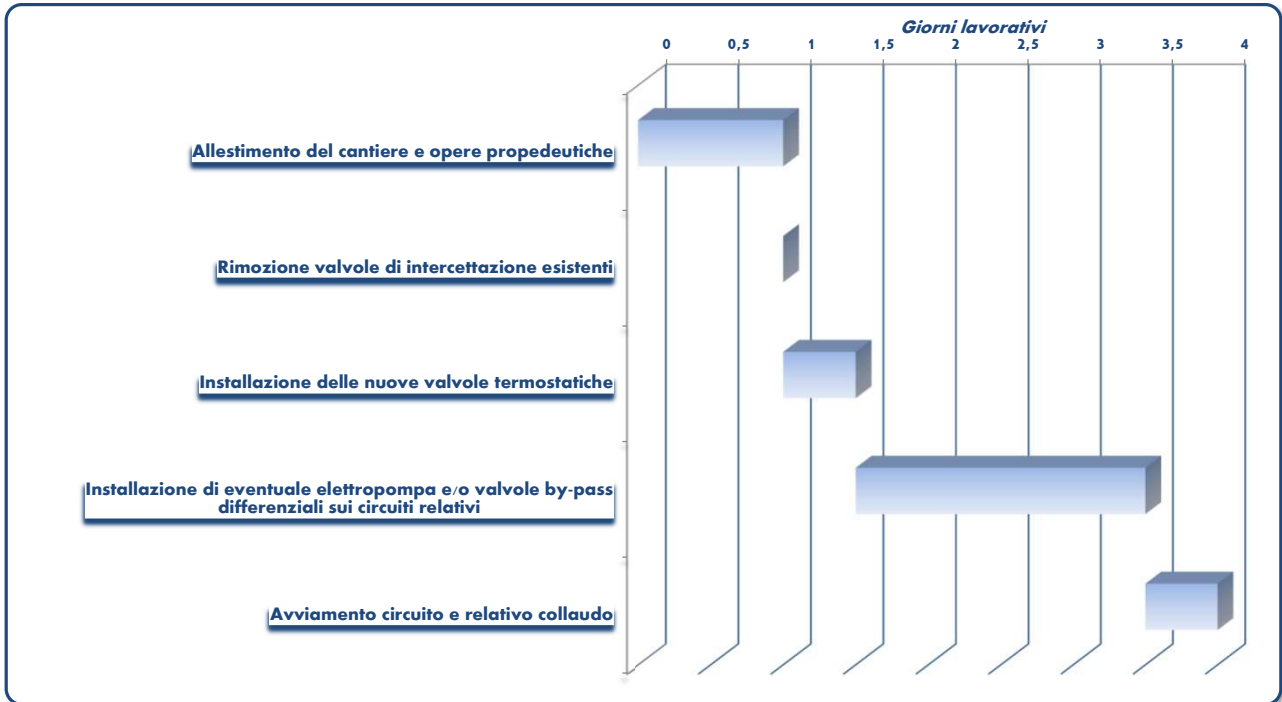 Giorni lavorativi
0 0,5 1 1,5 2 2,5 3 3,5 4
Allestimento del cantiere e opere propedeutiche
Rimozione valvole di intercettazione esistenti
Installazione delle nuove valvole termostatiche
Installazione di eventuale elettropompa e/o valvole by-pass
differenziali sui circuiti relativi
Avviamento circuito e relativo collaudo